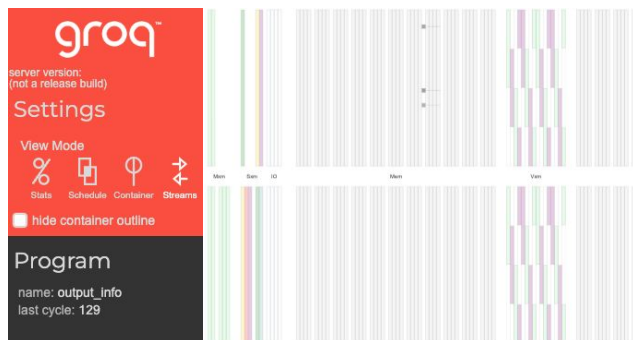 groq™
server version:
(not a release build)
Settings
View Mode
Stats Schedule Container Streams
hide container outline
Program
name: output_info
last cycle: 129
Mem Sxm IO Mem Vxm